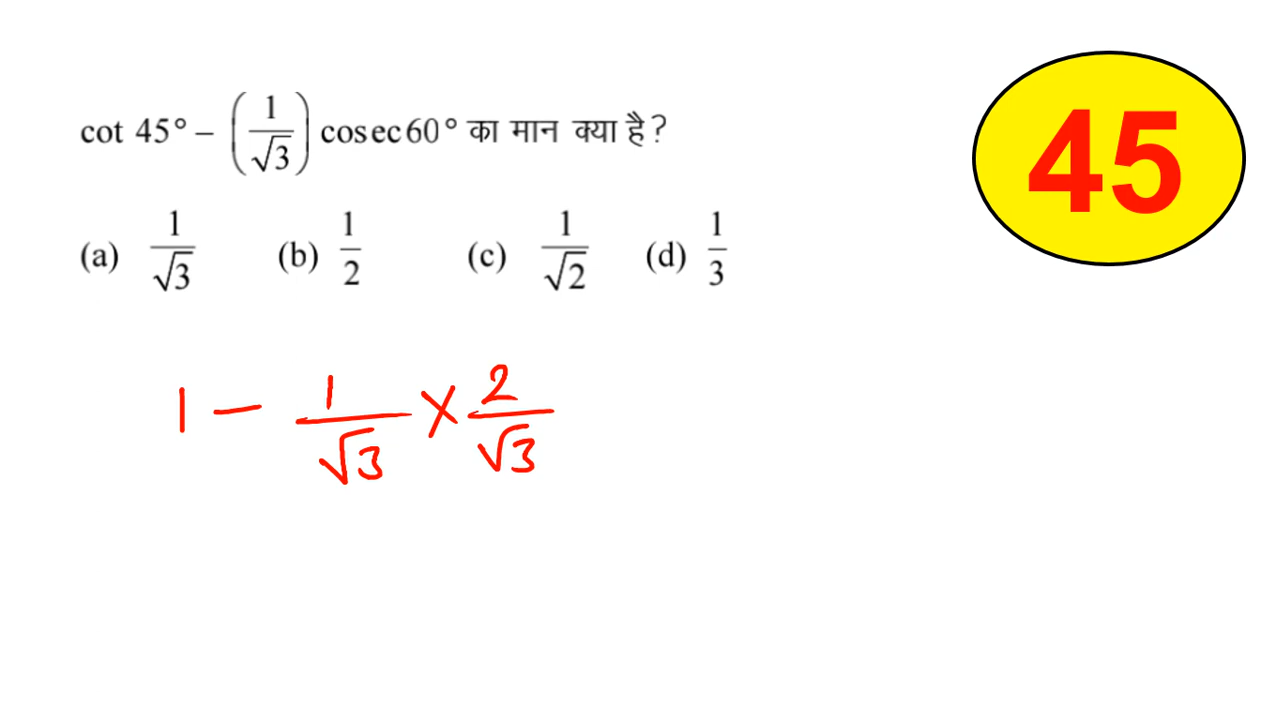 cot 45° – (1/√3) cosec 60° का मान क्या है?
45
(a) 1/√3 (b) 1/2 (c) 1/√2 (d) 1/3
1 – 1/√3 × 2/√3